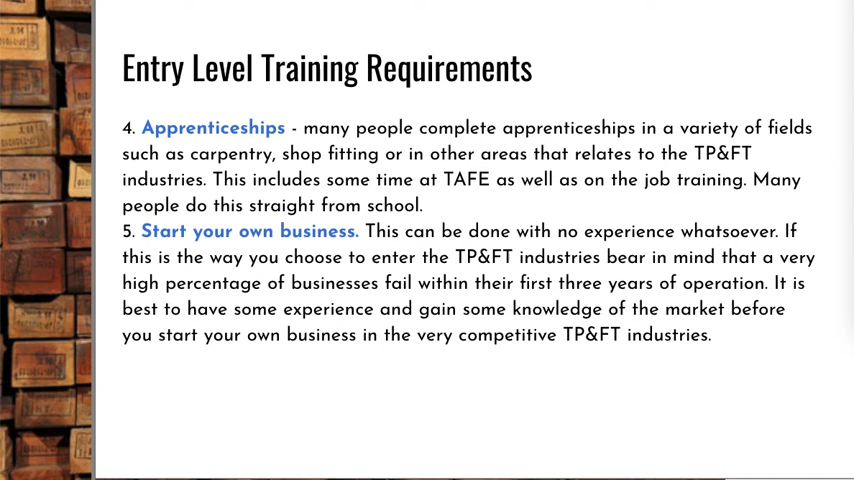 Entry Level Training Requirements
4. Apprenticeships - many people complete apprenticeships in a variety of fields
such as carpentry, shop fitting or in other areas that relates to the TP&FT
industries. This includes some time at TAFE as well as on the job training. Many
people do this straight from school.
5. Start your own business. This can be done with no experience whatsoever. If
this is the way you choose to enter the TP&FT industries bear in mind that a very
high percentage of businesses fail within their first three years of operation. It is
best to have some experience and gain some knowledge of the market before
you start your own business in the very competitive TP&FT industries.